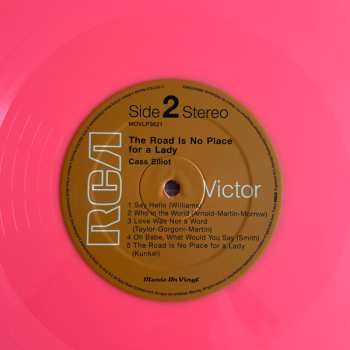 Side 2 Stereo
MOVLP3621
The Road Is No Place
for a Lady
Cass Elliot
RCA
Victor
1 Say Hello (Williams)
2 Who in the World (Arnold-Martin-Morrow)
3 Love Was Not a Word
(Taylor-Gorgoni-Martin)
4 Oh Babe, What Would You Say (Smith)
5 The Road Is No Place for a Lady
(Kunkel)
Music On Vinyl